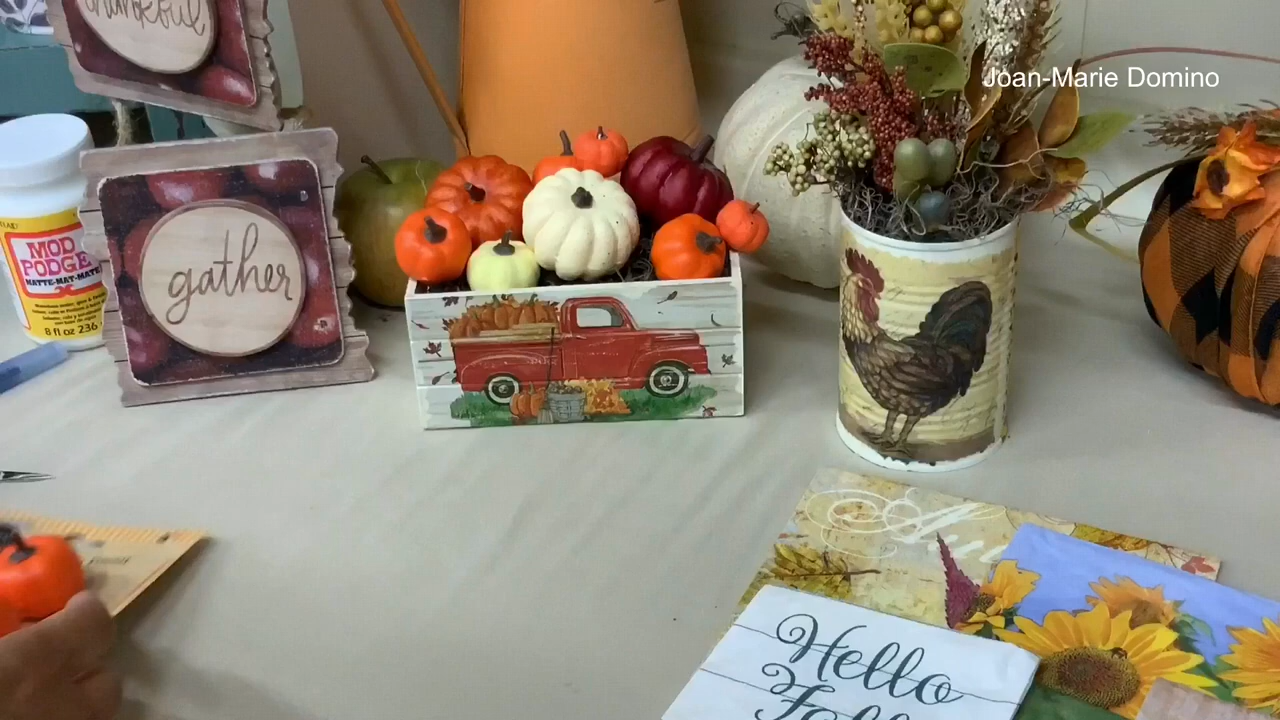 thankful
Joan-Marie Domino
MOD
PODGE
MATTE-MAT-MATE
8 fl oz 236
gather
Hello
Fall